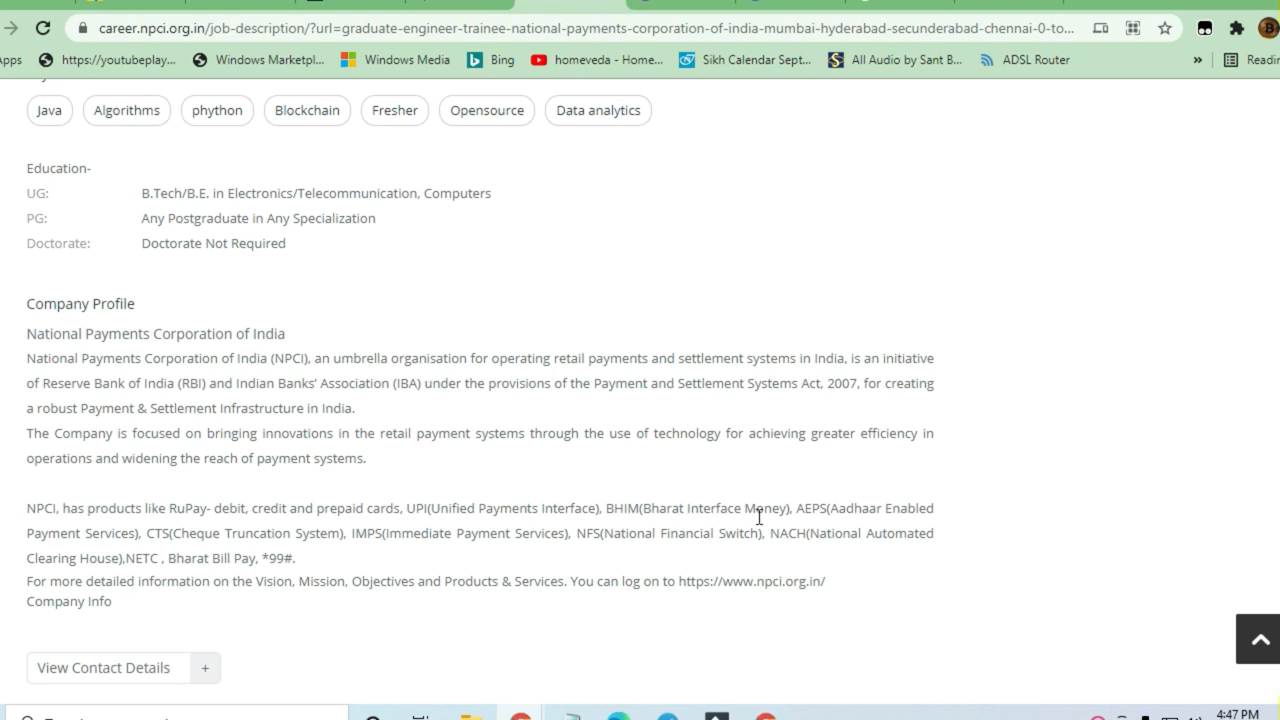 career.npci.org.in/job-description/?url=graduate-engineer-trainee-national-payments-corporation-of-india-mumbai-hyderabad-secunderabad-chennai-0-to...
Apps https://youtubeplay... Windows Marketpl... Windows Media Bing homeveda - Home... Sikh Calendar Sept... All Audio by Sant B... ADSL Router »
Java Algorithms phython Blockchain Fresher Opensource Data analytics
Education-
UG: B.Tech/B.E. in Electronics/Telecommunication, Computers
PG: Any Postgraduate in Any Specialization
Doctorate: Doctorate Not Required
Company Profile
National Payments Corporation of India
National Payments Corporation of India (NPCI), an umbrella organisation for operating retail payments and settlement systems in India, is an initiative
of Reserve Bank of India (RBI) and Indian Banks' Association (IBA) under the provisions of the Payment and Settlement Systems Act, 2007, for creating
a robust Payment & Settlement Infrastructure in India.
The Company is focused on bringing innovations in the retail payment systems through the use of technology for achieving greater efficiency in
operations and widening the reach of payment systems.
NPCI, has products like RuPay- debit, credit and prepaid cards, UPI(Unified Payments Interface), BHIM(Bharat Interface Money), AEPS(Aadhaar Enabled
Payment Services), CTS(Cheque Truncation System), IMPS(Immediate Payment Services), NFS(National Financial Switch), NACH(National Automated
Clearing House),NETC , Bharat Bill Pay, *99#.
For more detailed information on the Vision, Mission, Objectives and Products & Services. You can log on to https://www.npci.org.in/
Company Info
View Contact Details +
4:47 PM